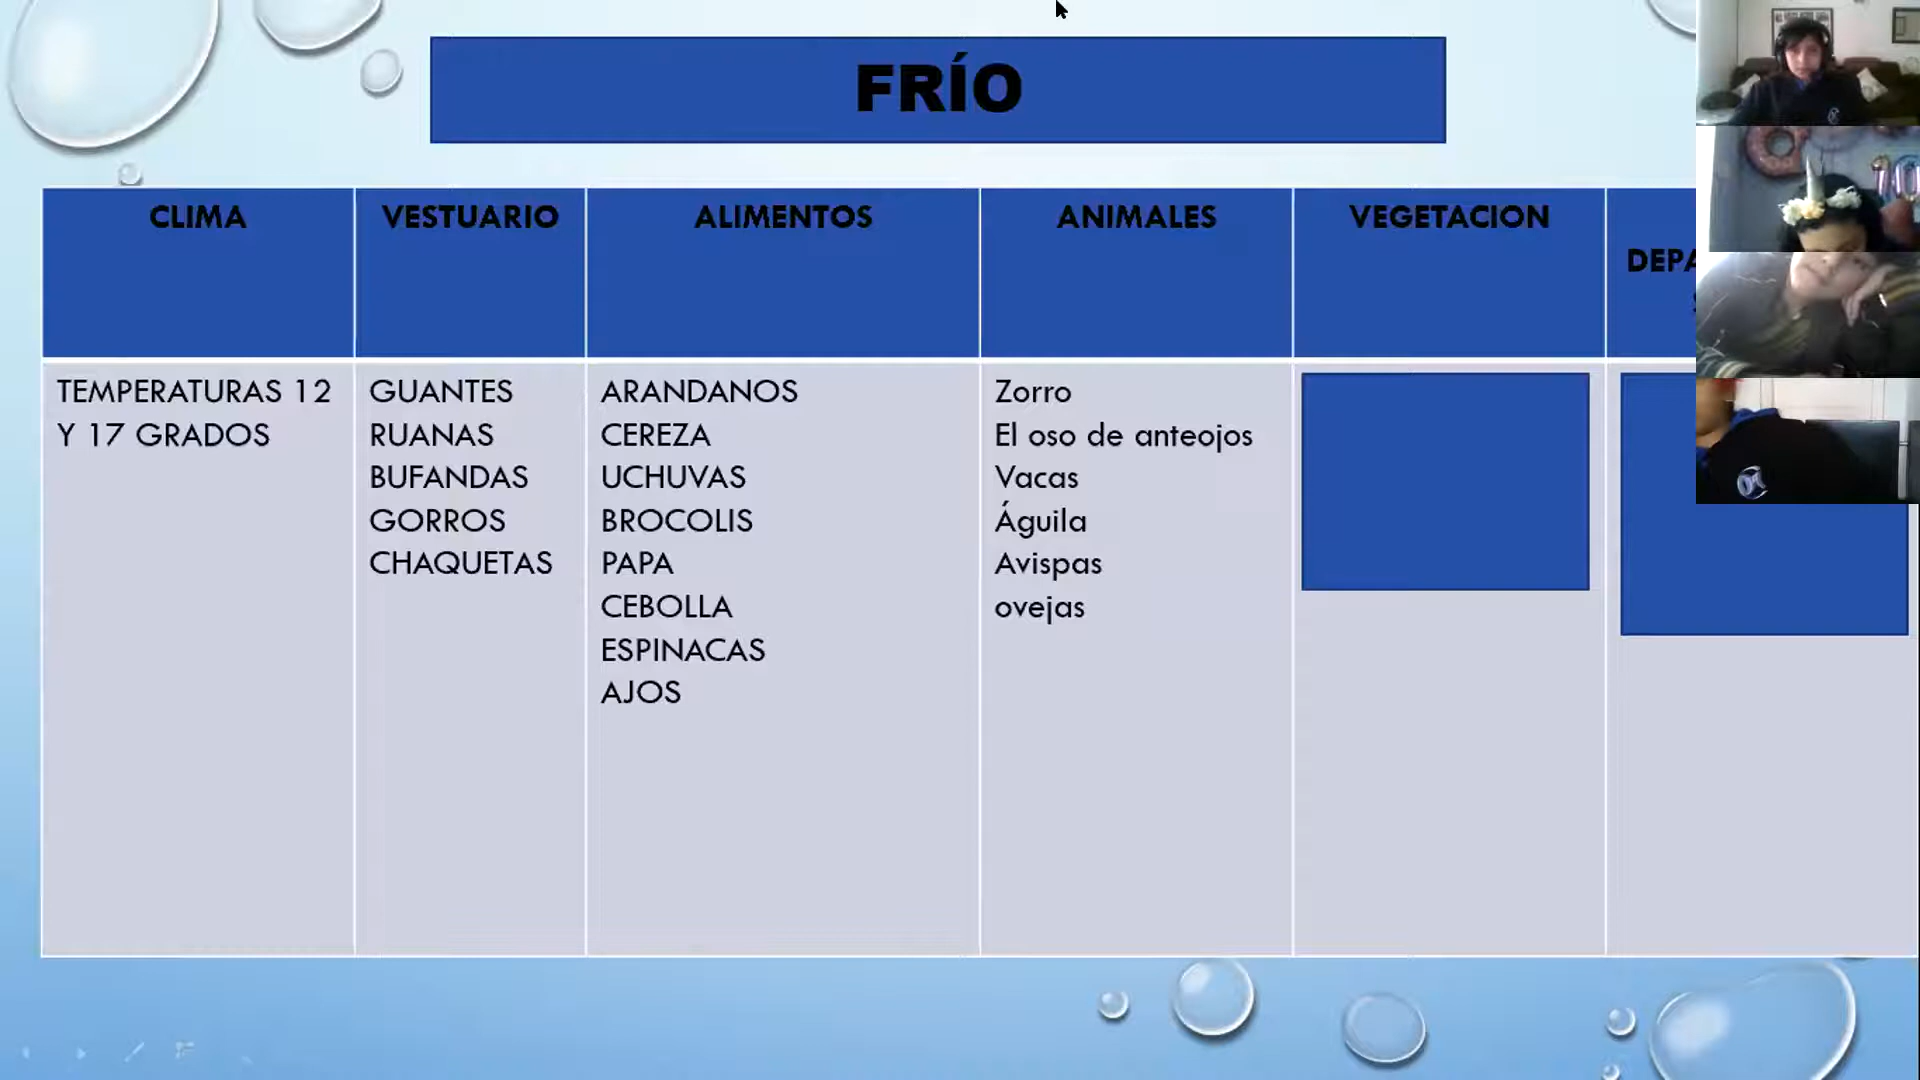 FRÍO
CLIMA
VESTUARIO
ALIMENTOS
ANIMALES
VEGETACION
TEMPERATURAS 12
Y 17 GRADOS
GUANTES
RUANAS
BUFANDAS
GORROS
CHAQUETAS
ARANDANOS
CEREZA
UCHUVAS
BROCOLIS
PAPA
CEBOLLA
ESPINACAS
AJOS
Zorro
El oso de anteojos
Vacas
Águila
Avispas
ovejas
10